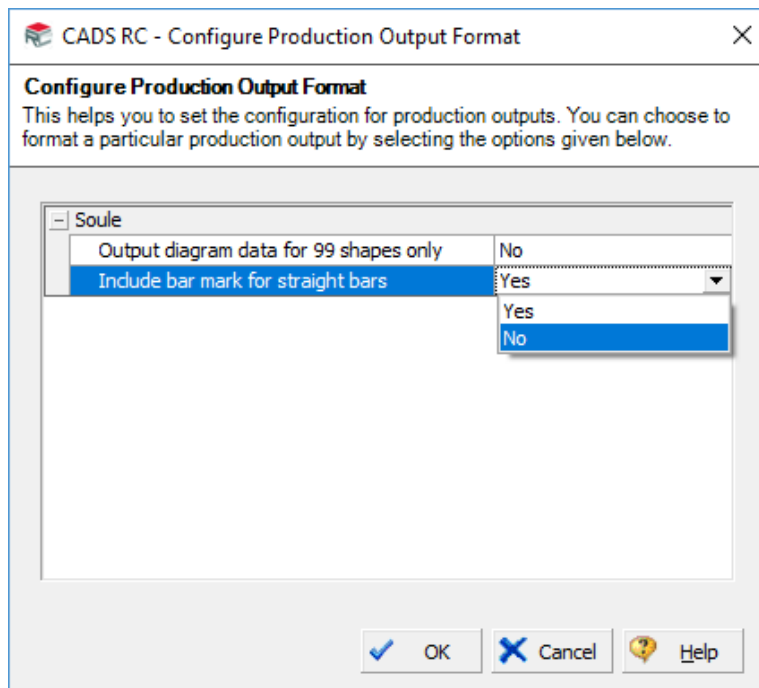 CADS RC - Configure Production Output Format
Configure Production Output Format
This helps you to set the configuration for production outputs. You can choose to
format a particular production output by selecting the options given below.
Soule
Output diagram data for 99 shapes only No
Include bar mark for straight bars Yes
Yes
No
OK Cancel Help